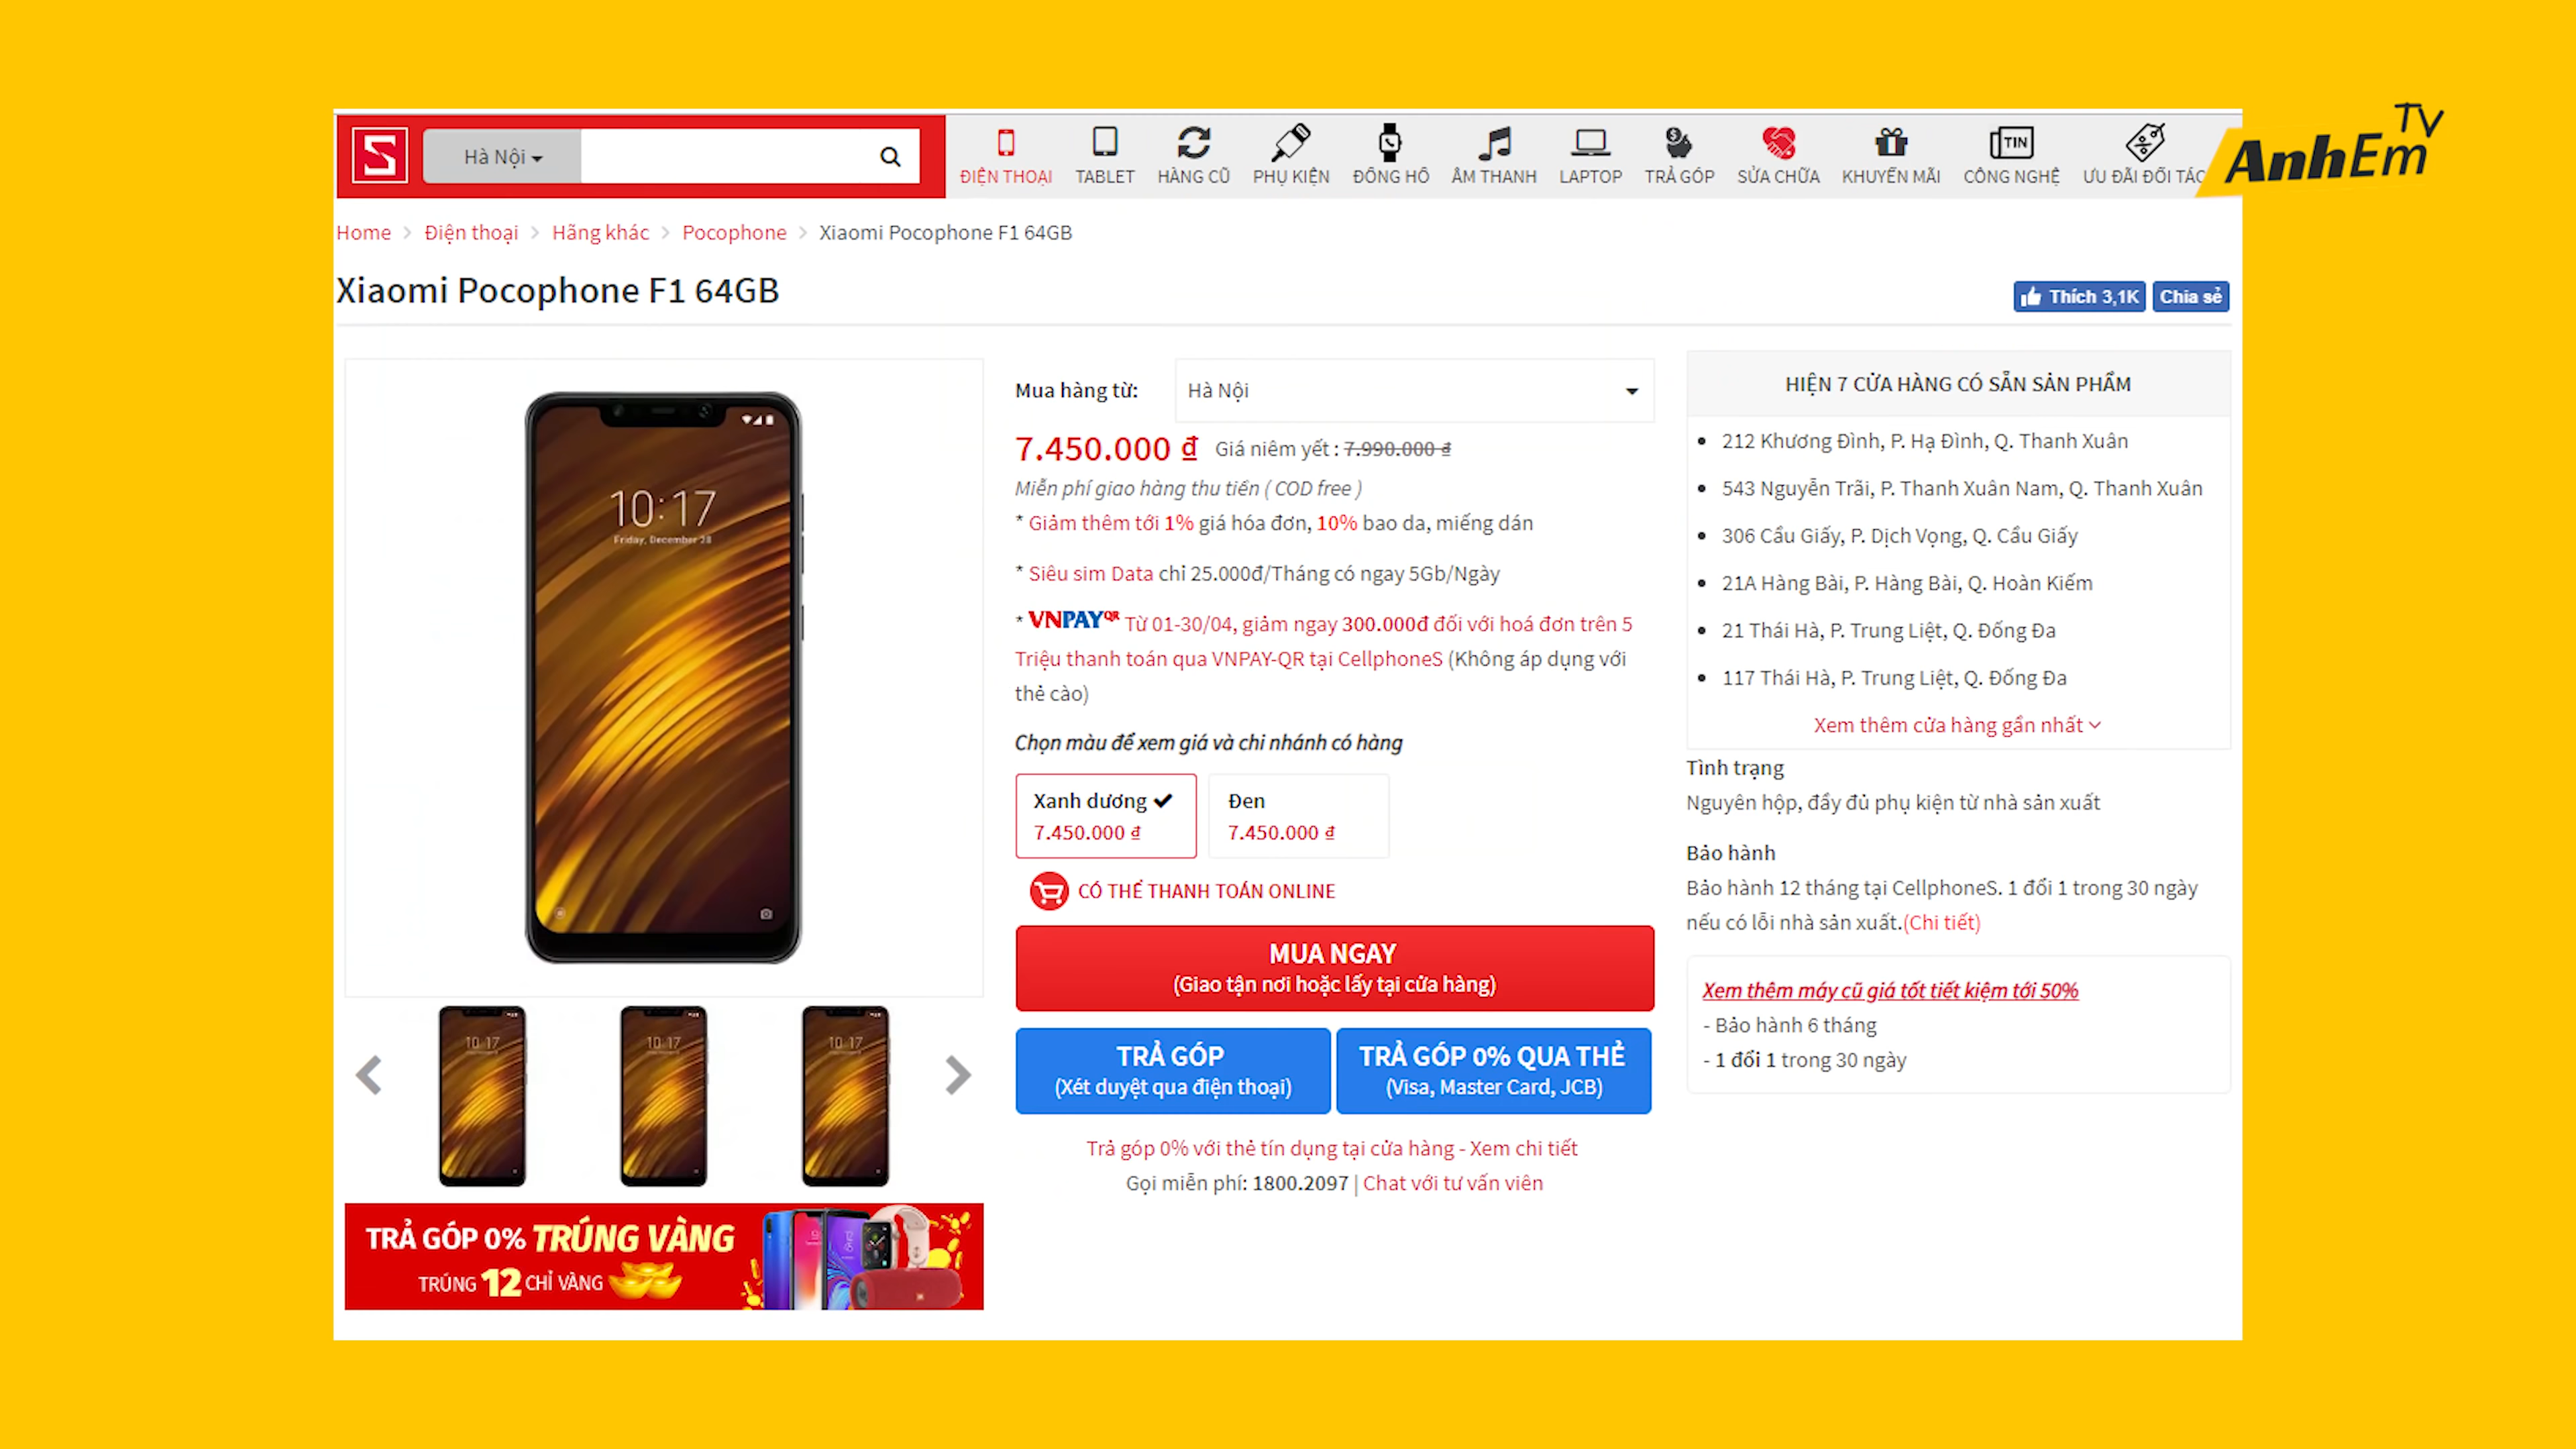 AnhEm TV
S
Hà Nội
ĐIỆN THOẠI
TABLET
HÀNG CŨ
PHỤ KIỆN
ĐỒNG HỒ
ÂM THANH
LAPTOP
TRẢ GÓP
SỬA CHỮA
KHUYẾN MÃI
TIN
CÔNG NGHỆ
ƯU ĐÃI ĐỐI TÁC
Home > Điện thoại > Hãng khác > Pocophone > Xiaomi Pocophone F1 64GB
Xiaomi Pocophone F1 64GB
Thích 3,1K
Chia sẻ
10:17
Friday, December 28
10:17
10:17
10:17
TRẢ GÓP 0% TRÚNG VÀNG
TRÚNG 12 CHỈ VÀNG
Mua hàng từ:
Hà Nội
7.450.000 ₫ Giá niêm yết : 7.990.000 ₫
Miễn phí giao hàng thu tiền ( COD free )
* Giảm thêm tới 1% giá hóa đơn, 10% bao da, miếng dán
* Siêu sim Data chỉ 25.000đ/Tháng có ngay 5Gb/Ngày
* VNPAYQR Từ 01-30/04, giảm ngay 300.000đ đối với hoá đơn trên 5
Triệu thanh toán qua VNPAY-QR tại CellphoneS (Không áp dụng với
thẻ cào)
Chọn màu để xem giá và chi nhánh có hàng
Xanh dương
7.450.000 ₫
Đen
7.450.000 ₫
CÓ THỂ THANH TOÁN ONLINE
MUA NGAY
(Giao tận nơi hoặc lấy tại cửa hàng)
TRẢ GÓP
(Xét duyệt qua điện thoại)
TRẢ GÓP 0% QUA THẺ
(Visa, Master Card, JCB)
Trả góp 0% với thẻ tín dụng tại cửa hàng - Xem chi tiết
Gọi miễn phí: 1800.2097 | Chat với tư vấn viên
HIỆN 7 CỬA HÀNG CÓ SẴN SẢN PHẨM
212 Khương Đình, P. Hạ Đình, Q. Thanh Xuân
543 Nguyễn Trãi, P. Thanh Xuân Nam, Q. Thanh Xuân
306 Cầu Giấy, P. Dịch Vọng, Q. Cầu Giấy
21A Hàng Bài, P. Hàng Bài, Q. Hoàn Kiếm
21 Thái Hà, P. Trung Liệt, Q. Đống Đa
117 Thái Hà, P. Trung Liệt, Q. Đống Đa
Xem thêm cửa hàng gần nhất
Tình trạng
Nguyên hộp, đầy đủ phụ kiện từ nhà sản xuất
Bảo hành
Bảo hành 12 tháng tại CellphoneS. 1 đổi 1 trong 30 ngày
nếu có lỗi nhà sản xuất.(Chi tiết)
Xem thêm máy cũ giá tốt tiết kiệm tới 50%
- Bảo hành 6 tháng
- 1 đổi 1 trong 30 ngày